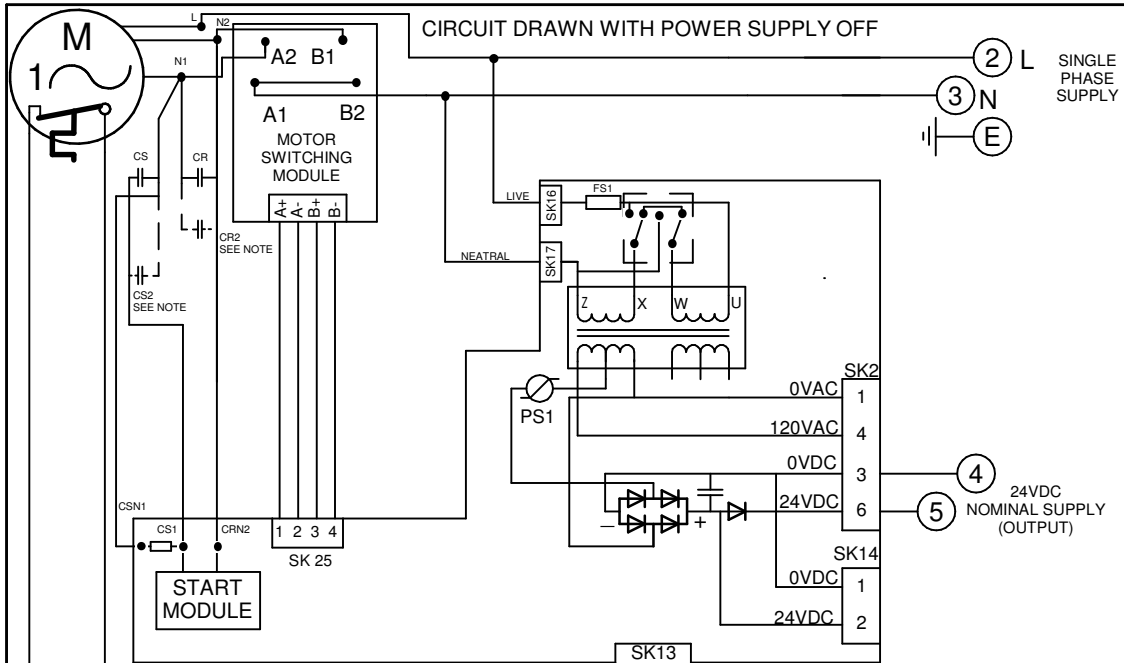 CIRCUIT DRAWN WITH POWER SUPPLY OFF
M
1
L
N2
N1
A2
B1
A1
B2
MOTOR
SWITCHING
MODULE
A+
A-
B+
B-
2
L
3
N
E
SINGLE
PHASE
SUPPLY
CS
CR
CR2
SEE NOTE
CS2
SEE NOTE
LIVE
SK16
FS1
NEATRAL
SK17
Z
X
W
U
PS1
SK2
0VAC
1
120VAC
4
0VDC
3
24VDC
6
4
5
24VDC
NOMINAL SUPPLY
(OUTPUT)
–
+
SK14
0VDC
1
24VDC
2
CSN1
CS1
CRN2
1 2 3 4
SK 25
START
MODULE
SK13